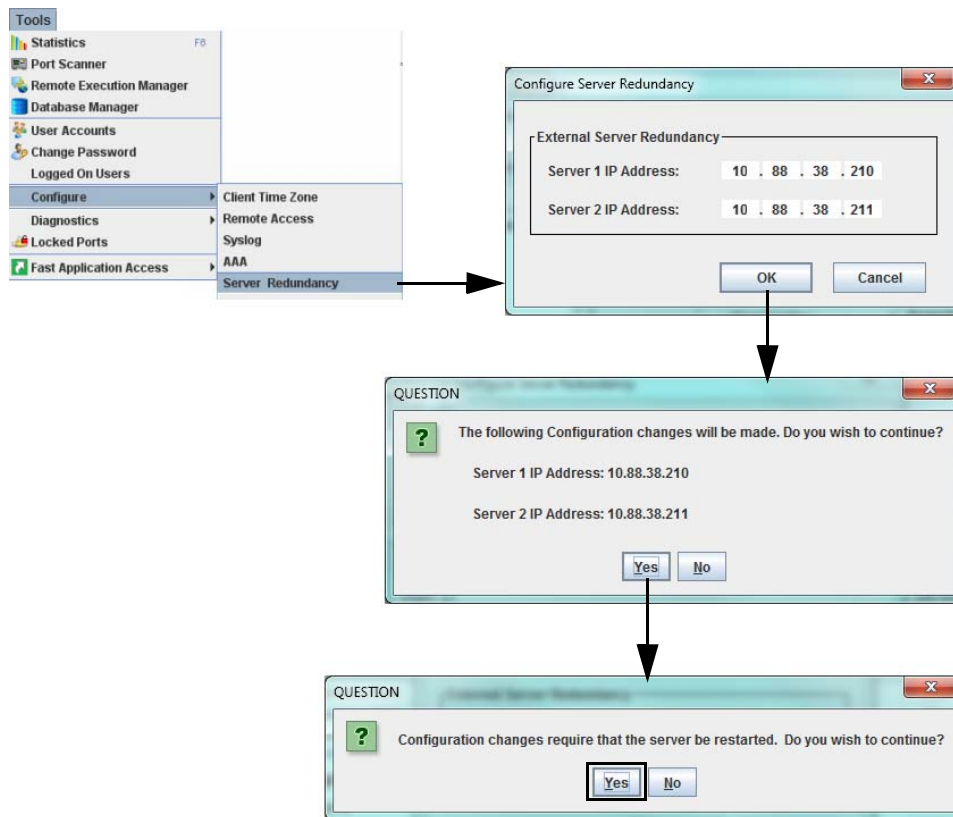 Tools
Statistics F6
Port Scanner
Remote Execution Manager
Database Manager
User Accounts
Change Password
Logged On Users
Configure
Diagnostics
Locked Ports
Fast Application Access
Client Time Zone
Remote Access
Syslog
AAA
Server Redundancy
Configure Server Redundancy
External Server Redundancy
Server 1 IP Address: 10 . 88 . 38 . 210
Server 2 IP Address: 10 . 88 . 38 . 211
OK Cancel
QUESTION
The following Configuration changes will be made. Do you wish to continue?
Server 1 IP Address: 10.88.38.210
Server 2 IP Address: 10.88.38.211
Yes No
QUESTION
Configuration changes require that the server be restarted. Do you wish to continue?
Yes No